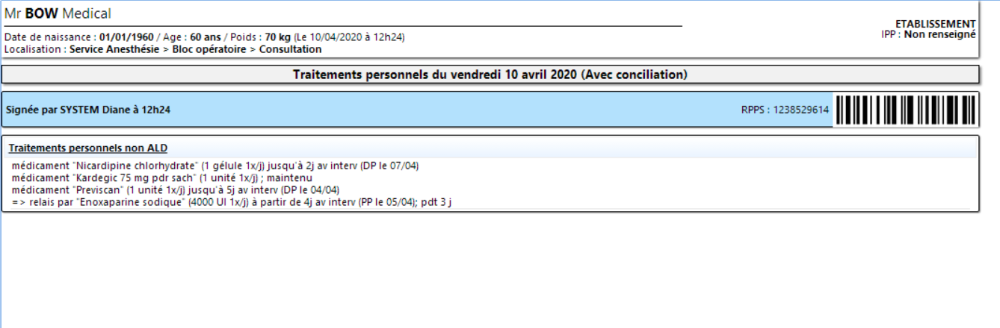 Mr BOW Medical
ETABLISSEMENT
IPP : Non renseigné
Date de naissance : 01/01/1960 / Age : 60 ans / Poids : 70 kg (Le 10/04/2020 à 12h24)
Localisation : Service Anesthésie > Bloc opératoire > Consultation
Traitements personnels du vendredi 10 avril 2020 (Avec conciliation)
Signée par SYSTEM Diane à 12h24
RPPS : 1238529614
Traitements personnels non ALD
médicament "Nicardipine chlorhydrate" (1 gélule 1x/j) jusqu'à 2j av interv (DP le 07/04)
médicament "Kardegic 75 mg pdr sach" (1 unité 1x/j) ; maintenu
médicament "Previscan" (1 unité 1x/j) jusqu'à 5j av interv (DP le 04/04)
=> relais par "Enoxaparine sodique" (4000 UI 1x/j) à partir de 4j av interv (PP le 05/04); pdt 3 j